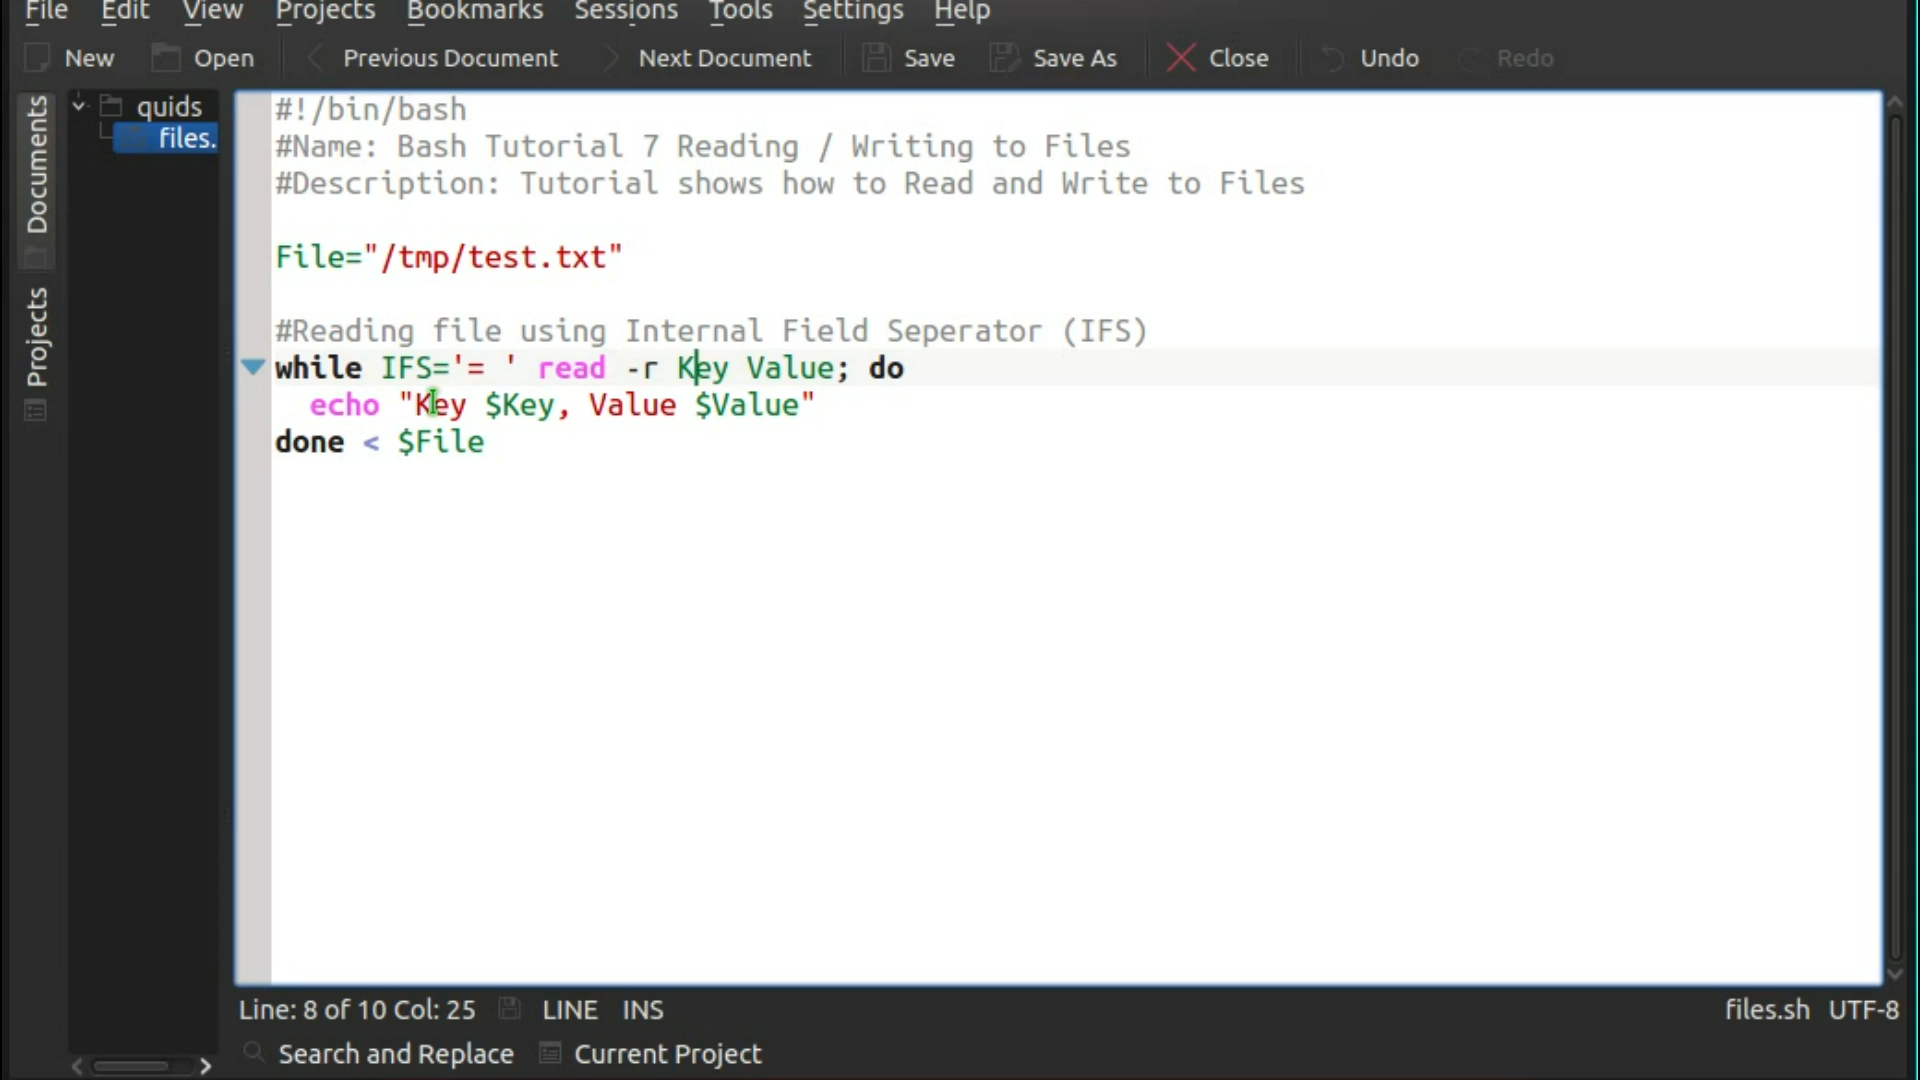 File Edit View Projects Bookmarks Sessions Tools Settings Help
New Open Previous Document Next Document Save Save As Close Undo Redo
Documents
Projects
quids
files.
#!/bin/bash
#Name: Bash Tutorial 7 Reading / Writing to Files
#Description: Tutorial shows how to Read and Write to Files
File="/tmp/test.txt"
#Reading file using Internal Field Seperator (IFS)
while IFS='= ' read -r Key Value; do
echo "Key $Key, Value $Value"
done < $File
Line: 8 of 10 Col: 25 LINE INS files.sh UTF-8
Search and Replace Current Project